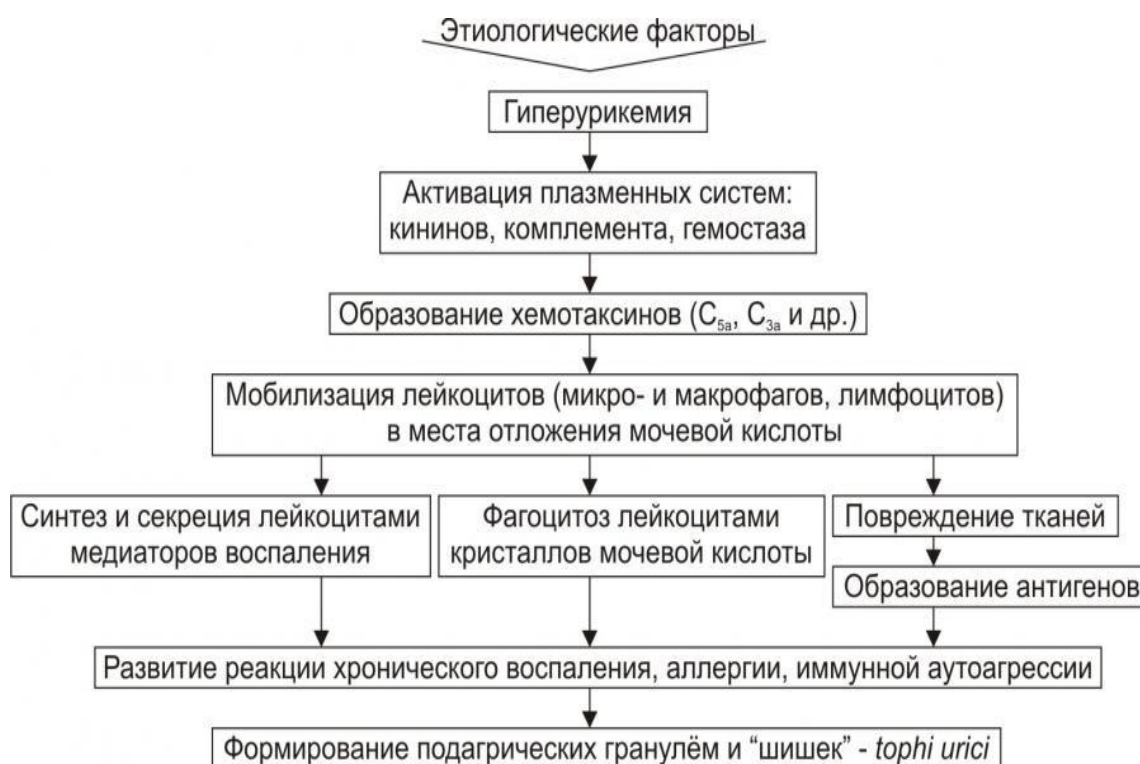 Этиологические факторы
Гиперурикемия
Активация плазменных систем:
кининов, комплемента, гемостаза
Образование хемотаксинов (C5a, C3a и др.)
Мобилизация лейкоцитов (микро- и макрофагов, лимфоцитов)
в места отложения мочевой кислоты
Синтез и секреция лейкоцитами
медиаторов воспаления
Фагоцитоз лейкоцитами
кристаллов мочевой кислоты
Повреждение тканей
Образование антигенов
Развитие реакции хронического воспаления, аллергии, иммунной аутоагрессии
Формирование подагрических гранулём и “шишек” - tophi urici